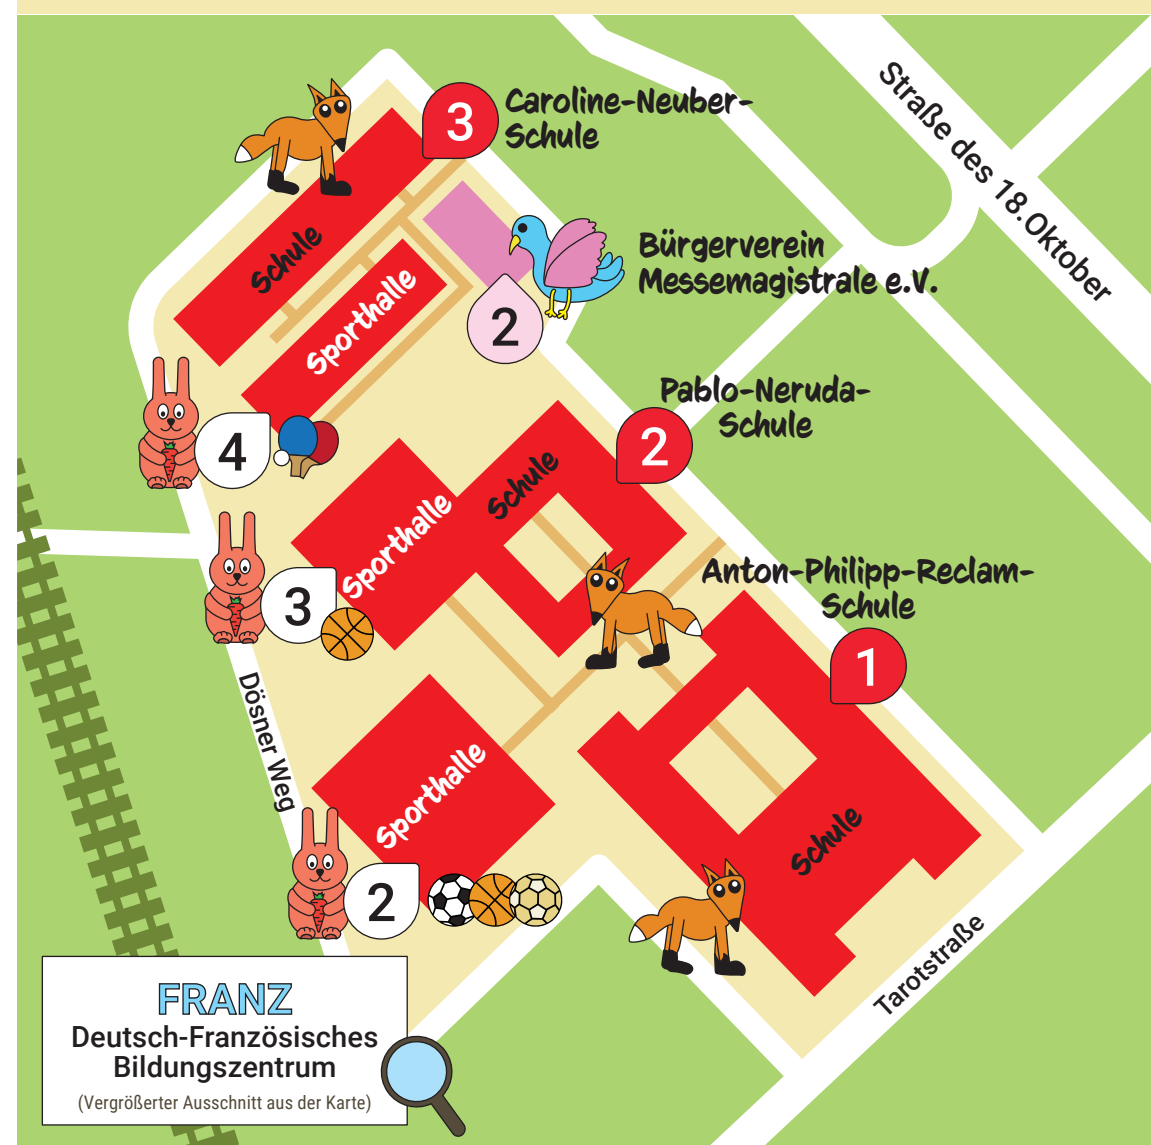 3
Caroline-Neuber-
Schule
Straße des 18.Oktober
Schule
Bürgerverein
Messemagistrale e.V.
2
Sporthalle
Pablo-Neruda-
Schule
2
4
Schule
Sporthalle
3
Anton-Philipp-Reclam-
Schule
1
Dösner Weg
Sporthalle
Schule
2
Tarotstraße
FRANZ
Deutsch-Französisches
Bildungszentrum
(Vergrößerter Ausschnitt aus der Karte)